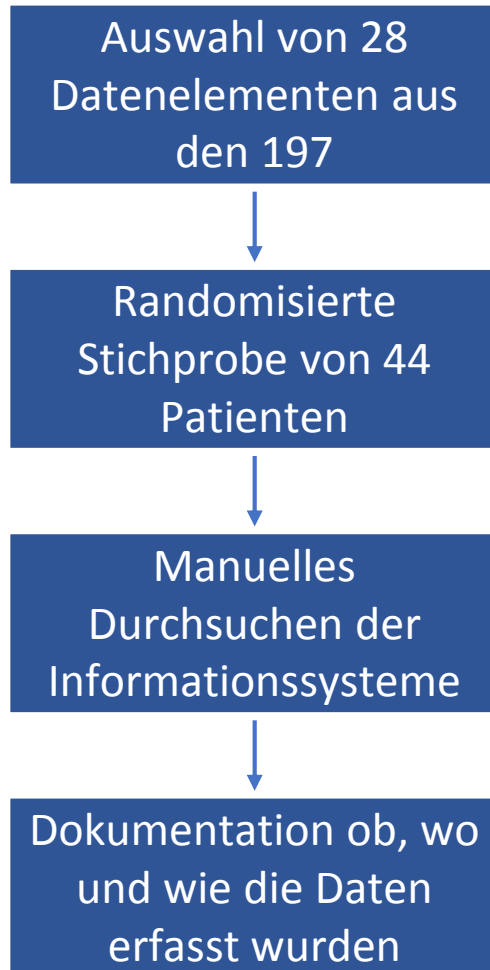 Auswahl von 28
Datenelementen aus
den 197
Randomisierte
Stichprobe von 44
Patienten
Manuelles
Durchsuchen der
Informationssysteme
Dokumentation ob, wo
und wie die Daten
erfasst wurden